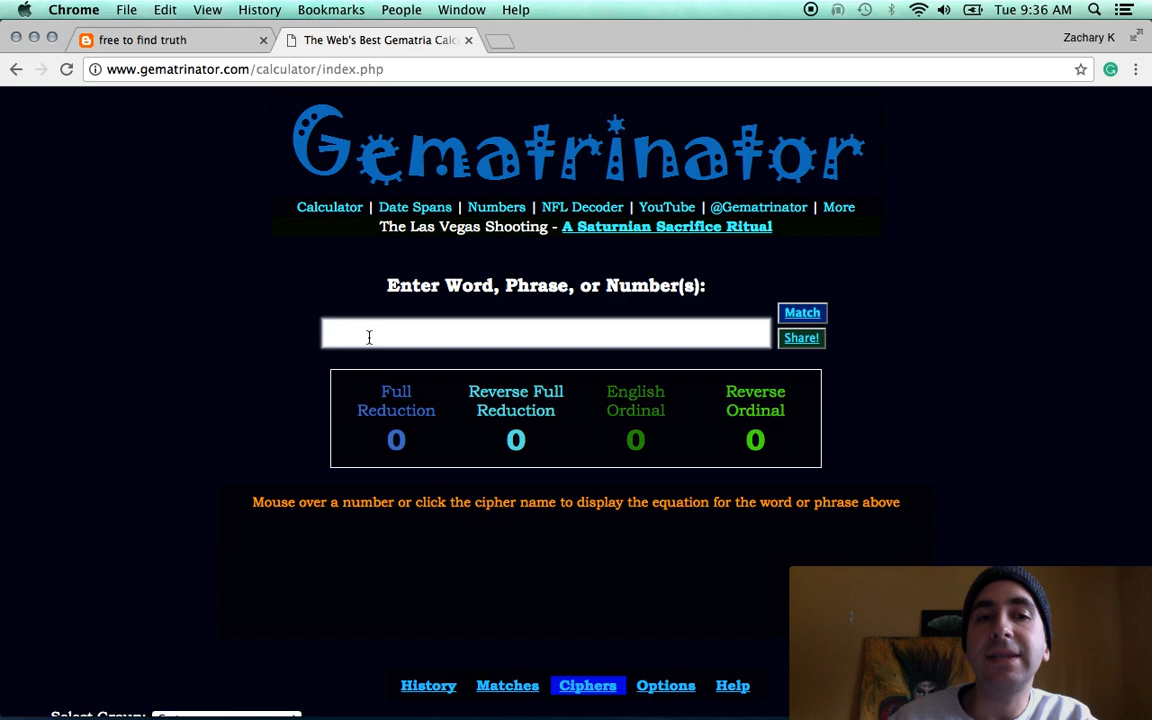 Chrome File Edit View History Bookmarks People Window Help Tue 9:36 AM
free to find truth The Web's Best Gematria Calc Zachary K
www.gematrinator.com/calculator/index.php
Gematrinator
Calculator | Date Spans | Numbers | NFL Decoder | YouTube | @Gematrinator | More
The Las Vegas Shooting - A Saturnian Sacrifice Ritual
Enter Word, Phrase, or Number(s):
Match
Share!
Full Reduction Reverse Full Reduction English Ordinal Reverse Ordinal
0 0 0 0
Mouse over a number or click the cipher name to display the equation for the word or phrase above
History Matches Ciphers Options Help
Select Group: